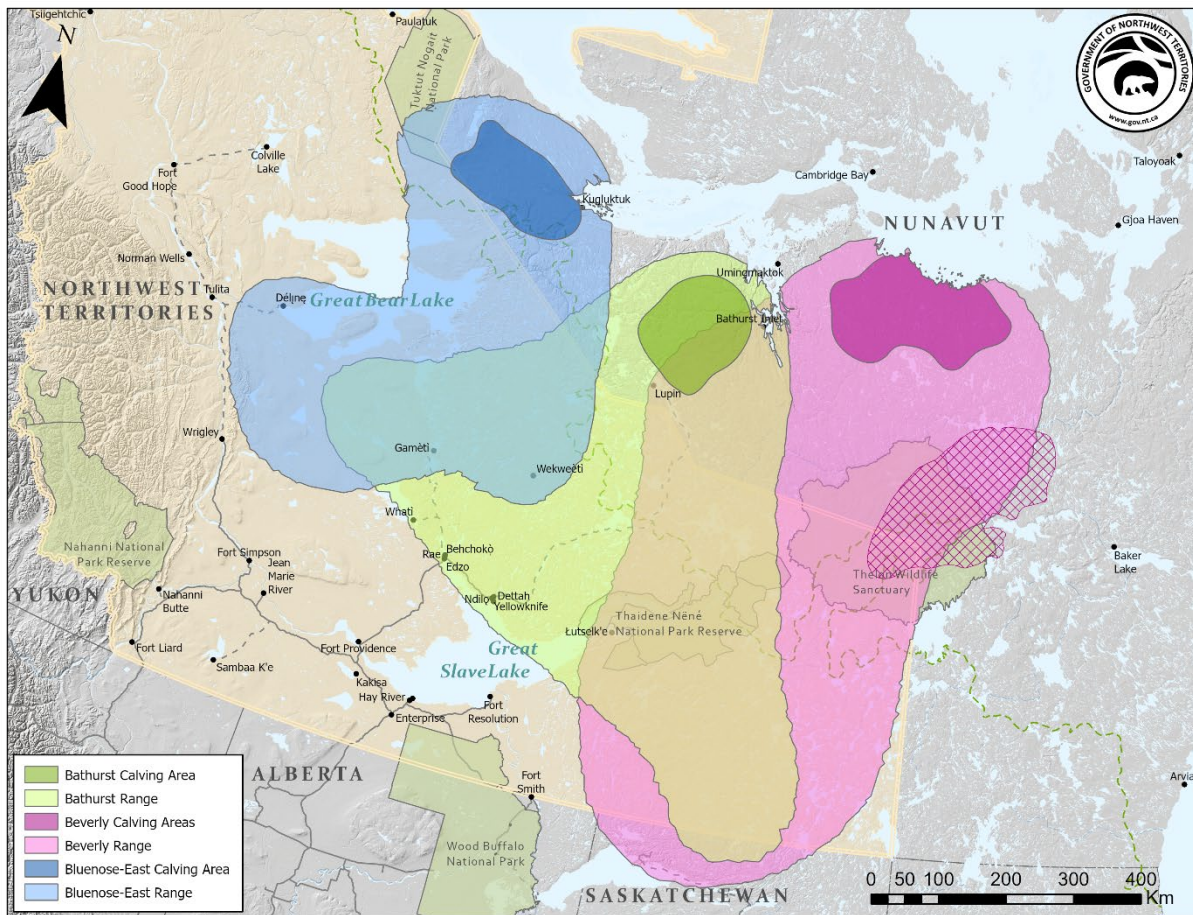 Tsiigehtchic
Paulatuk
N
Tuktut Nogait
National Park
GOVERNMENT OF NORTHWEST TERRITORIES
www.gov.nt.ca
Colville
Lake
Fort
Good Hope
Taloyoak
Cambridge Bay
Kugluktuk
Gjoa Haven
NUNAVUT
Norman Wells
Umingmaktok
NORTHWEST
TERRITORIES
Tulita
Délı̨nę
Great Bear Lake
Bathurst Inlet
Lupin
Wrigley
Gamètì
Wekweètì
Whatì
Nahanni National
Park Reserve
Fort Simpson
Jean
Marie
River
Rae
Behchokò
Edzo
Baker
Lake
Thelon Wildlife
Sanctuary
YUKON
Nahanni
Butte
Ndilo
Dettah
Yellowknife
Thaidene Nëné
National Park Reserve
Łutselk'e
Fort Liard
Sambaa K'e
Fort Providence
Great
Slave Lake
Kakisa
Hay River
Enterprise
Fort
Resolution
ALBERTA
Fort
Smith
Arvia
Wood Buffalo
National Park
SASKATCHEWAN
Bathurst Calving Area
Bathurst Range
Beverly Calving Areas
Beverly Range
Bluenose-East Calving Area
Bluenose-East Range
0 50 100 200 300 400
Km